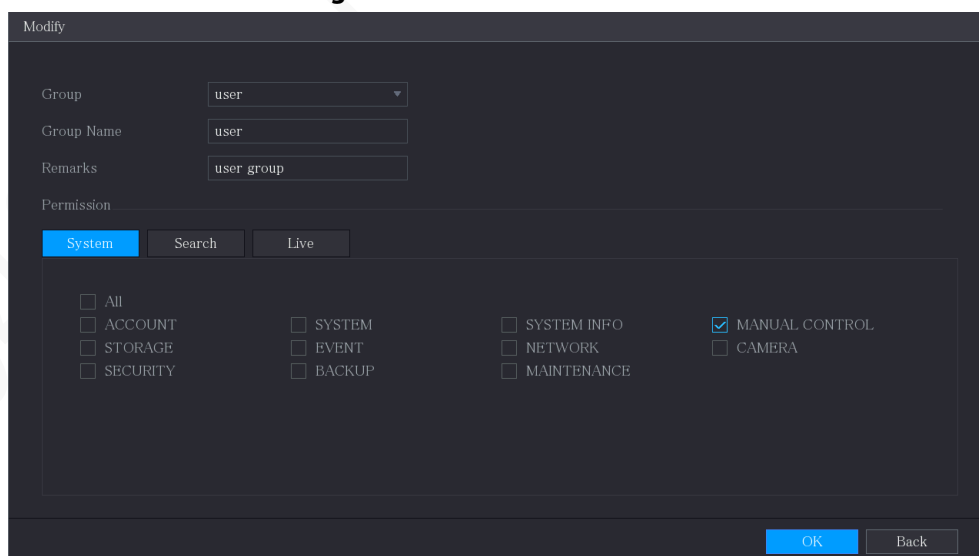 Modify
Group user
Group Name user
Remarks user group
Permission
System Search Live
All
ACCOUNT SYSTEM SYSTEM INFO MANUAL CONTROL
STORAGE EVENT NETWORK CAMERA
SECURITY BACKUP MAINTENANCE
OK Back